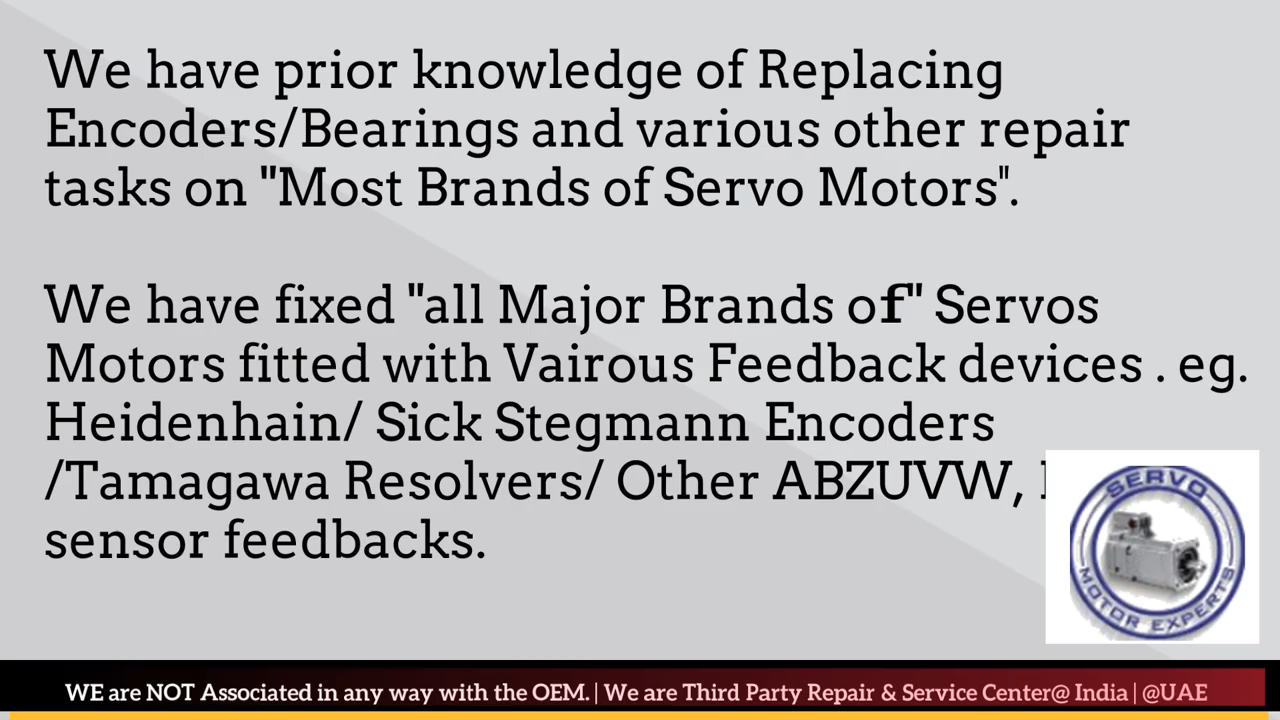 We have prior knowledge of Replacing
Encoders/Bearings and various other repair
tasks on "Most Brands of Servo Motors".
We have fixed "all Major Brands of" Servos
Motors fitted with Vairous Feedback devices . eg.
Heidenhain/ Sick Stegmann Encoders
/Tamagawa Resolvers/ Other ABZUVW,
sensor feedbacks.
SERVO
MOTOR EXPERTS
WE are NOT Associated in any way with the OEM. | We are Third Party Repair & Service Center@ India | @UAE